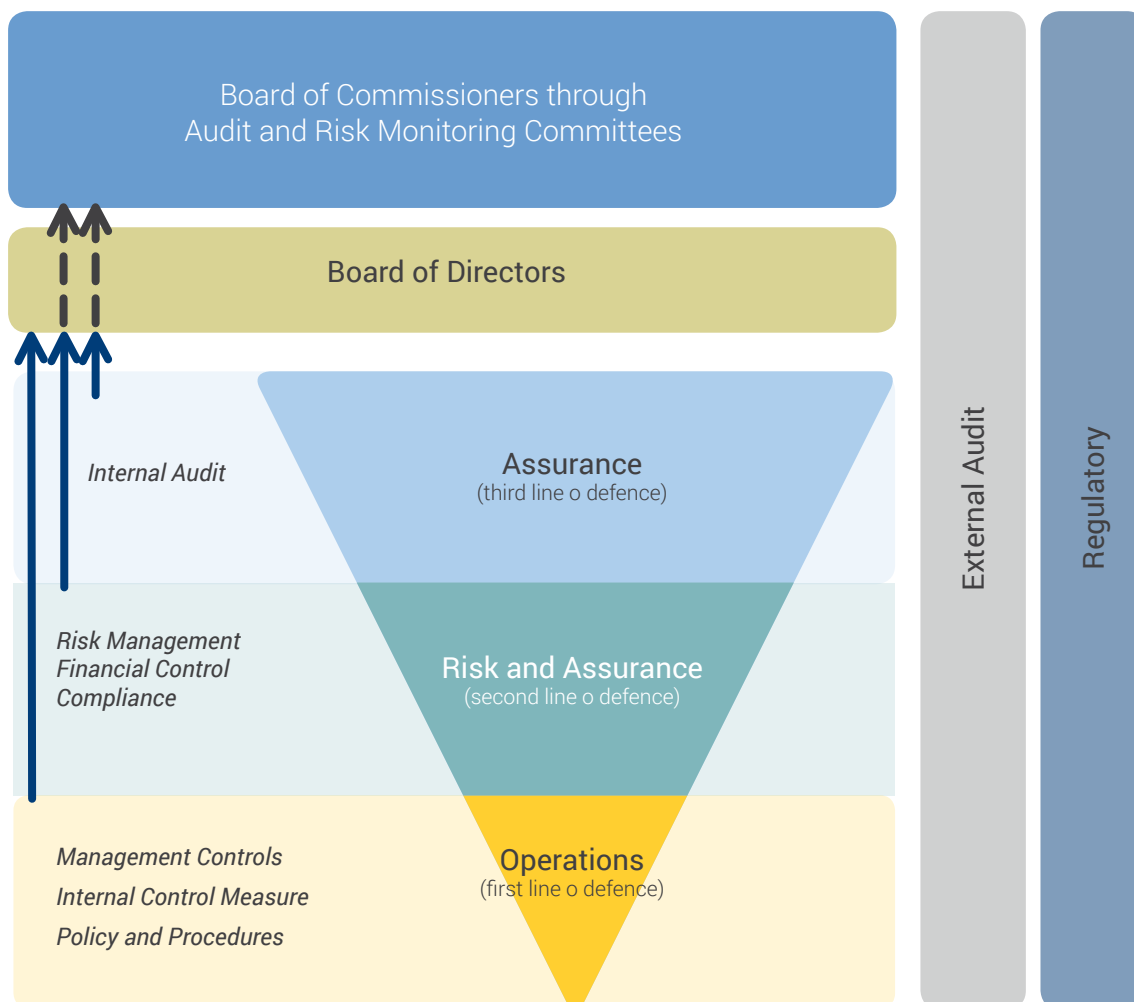 Board of Commissioners through
Audit and Risk Monitoring Committees
Board of Directors
Internal Audit
Assurance
(third line o defence)
Risk Management
Financial Control
Compliance
Risk and Assurance
(second line o defence)
Management Controls
Internal Control Measure
Policy and Procedures
Operations
(first line o defence)
External Audit
Regulatory